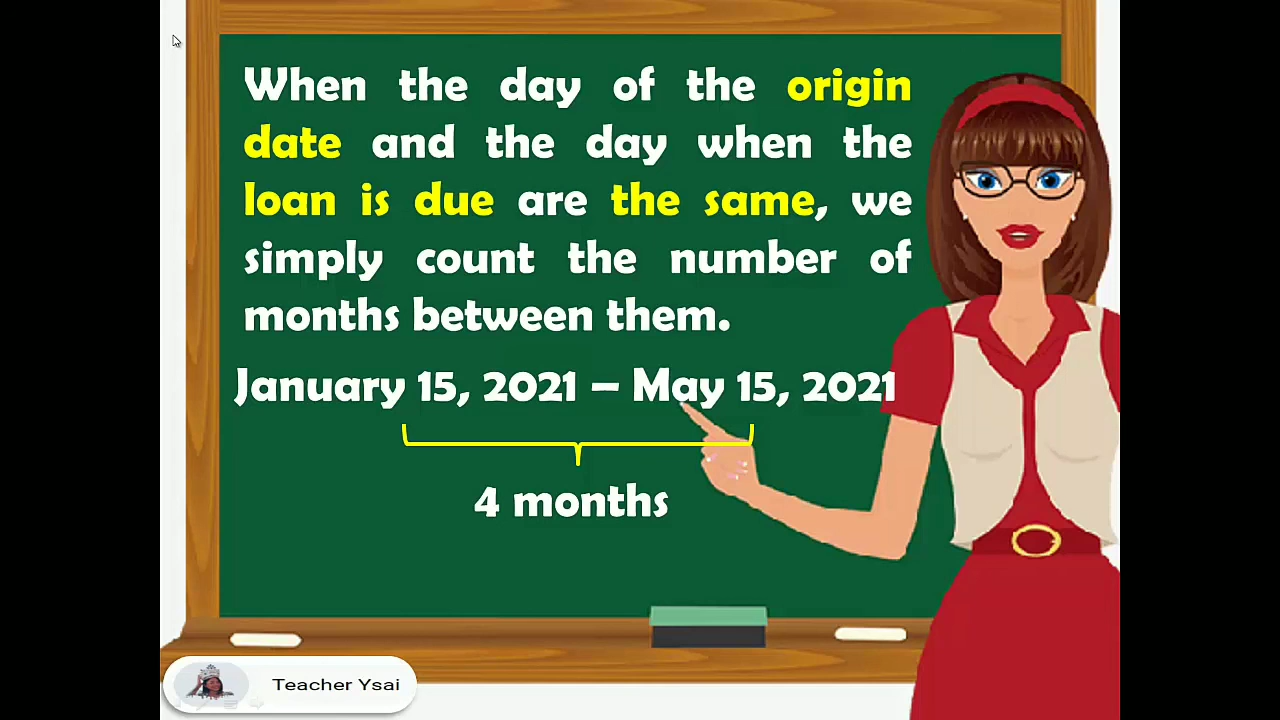 When the day of the origin
date and the day when the
loan is due are the same, we
simply count the number of
months between them.
January 15, 2021 – May 15, 2021
4 months
Teacher Ysai